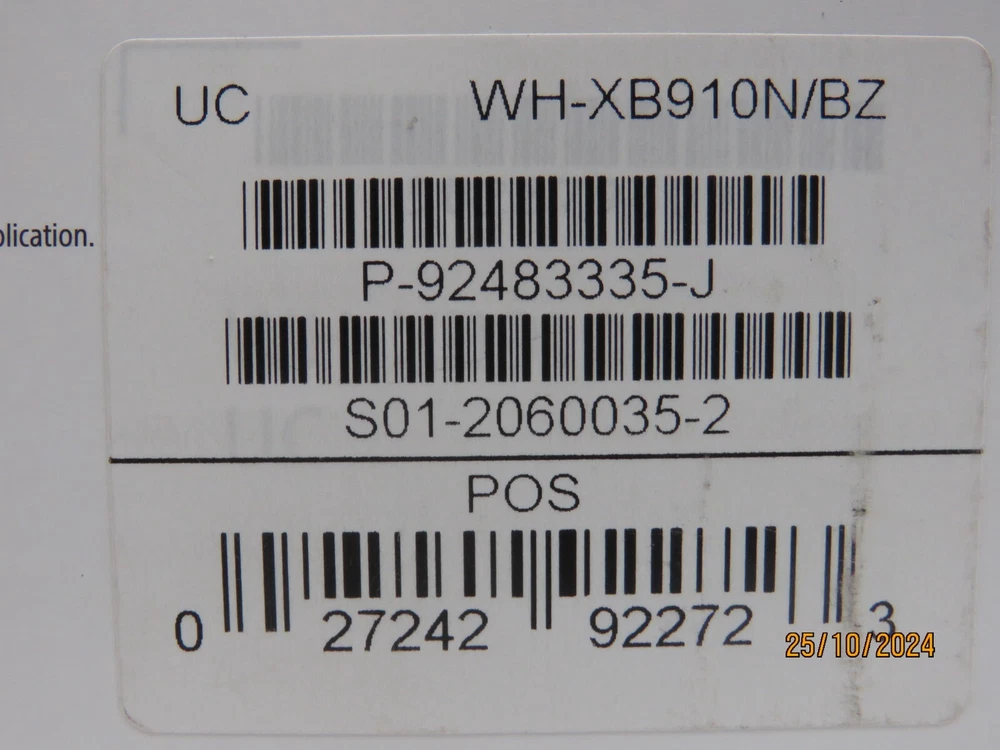 UC WH-XB910N/BZ
plication.
P-92483335-J
S01-2060035-2
POS
0 27242 92272 3
25/10/2024